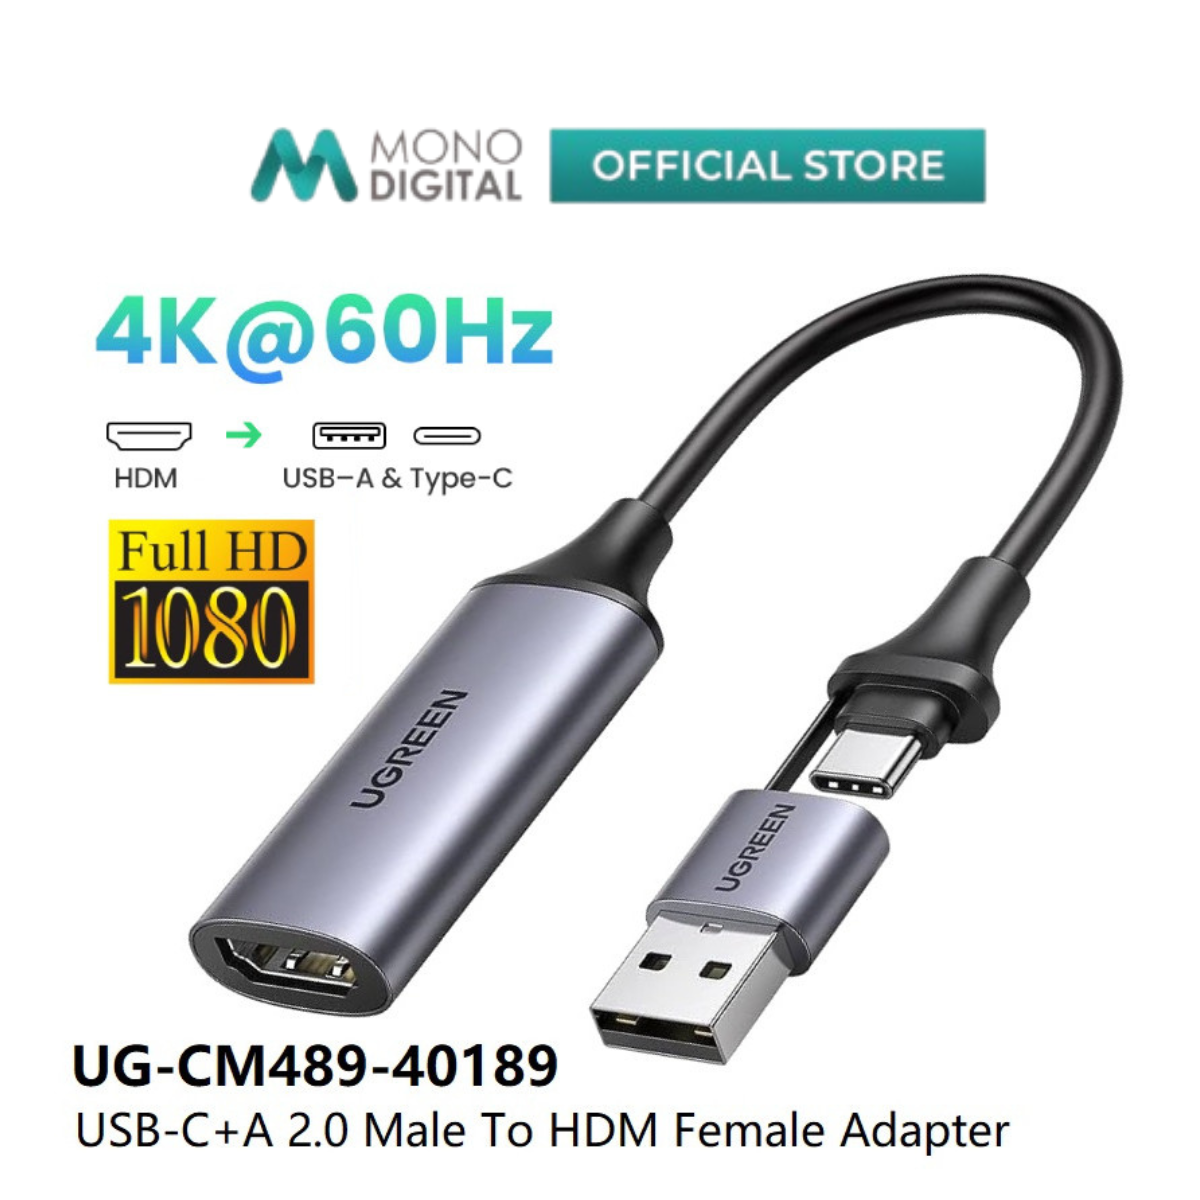 MONO
DIGITAL
OFFICIAL STORE
4K@60Hz
HDM
USB-A & Type-C
Full HD
1080
UGREEN
UGREEN
UG-CM489-40189
USB-C+A 2.0 Male To HDM Female Adapter